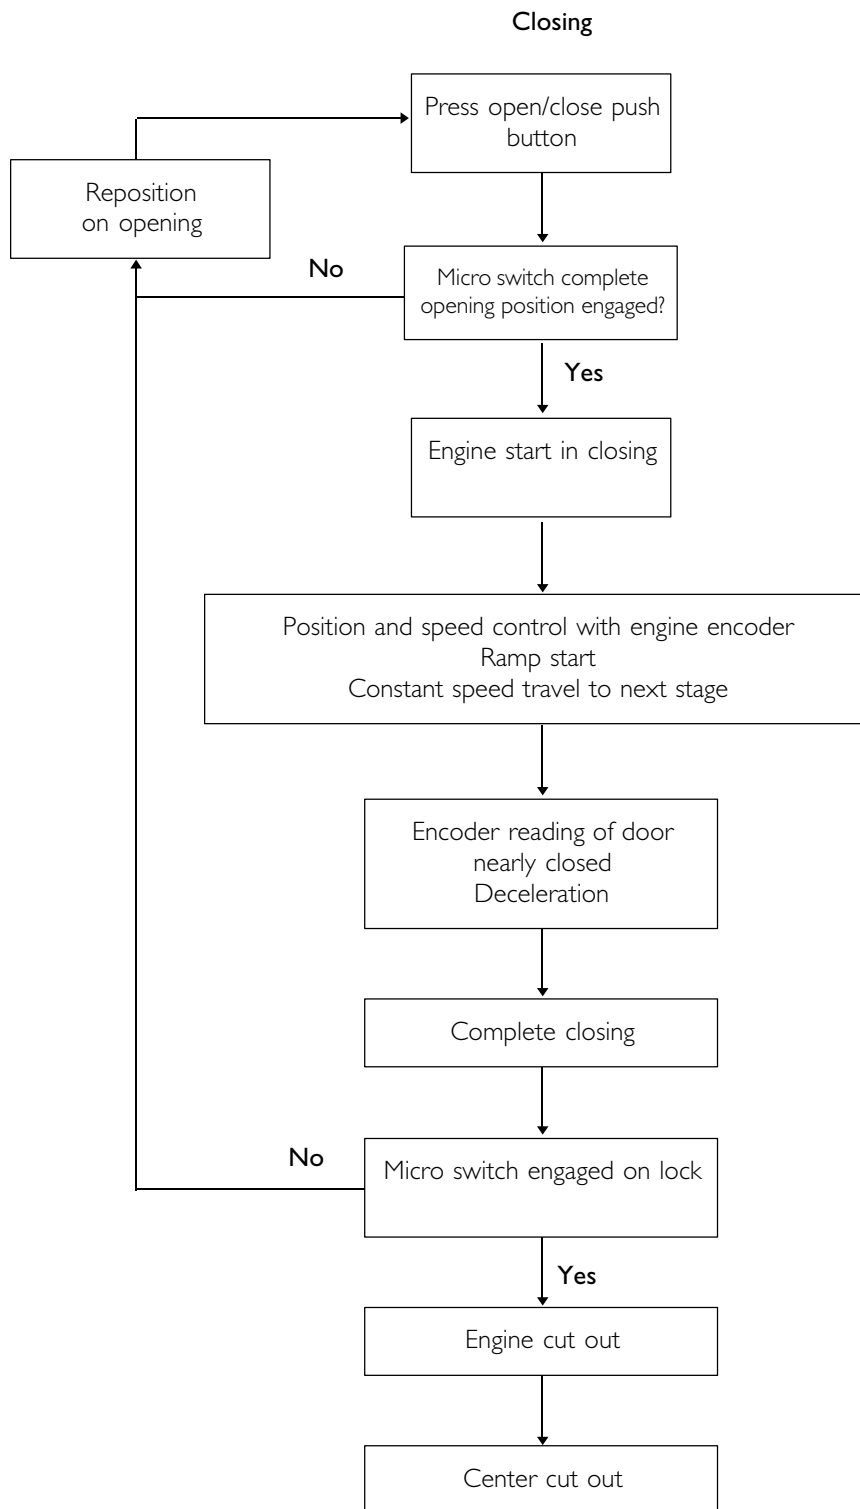 Closing
Press open/close push
button
Reposition
on opening
No
Micro switch complete
opening position engaged?
Yes
Engine start in closing
Position and speed control with engine encoder
Ramp start
Constant speed travel to next stage
Encoder reading of door
nearly closed
Deceleration
Complete closing
No
Micro switch engaged on lock
Yes
Engine cut out
Center cut out